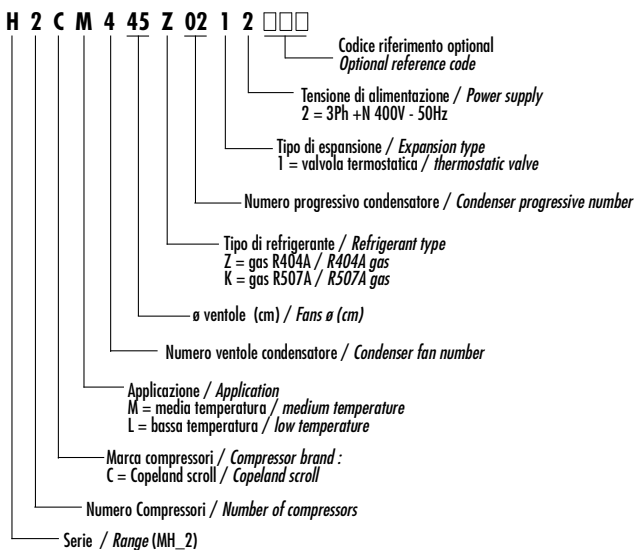 H 2 C M 4 45 Z 02 1 2 □□□
Codice riferimento optional
Optional reference code
Tensione di alimentazione / Power supply
2 = 3Ph +N 400V - 50Hz
Tipo di espansione / Expansion type
1 = valvola termostatica / thermostatic valve
Numero progressivo condensatore / Condenser progressive number
Tipo di refrigerante / Refrigerant type
Z = gas R404A / R404A gas
K = gas R507A / R507A gas
ø ventole (cm) / Fans ø (cm)
Numero ventole condensatore / Condenser fan number
Applicazione / Application
M = media temperatura / medium temperature
L = bassa temperatura / low temperature
Marca compressori / Compressor brand :
C = Copeland scroll / Copeland scroll
Numero Compressori / Number of compressors
Serie / Range (MH_2)